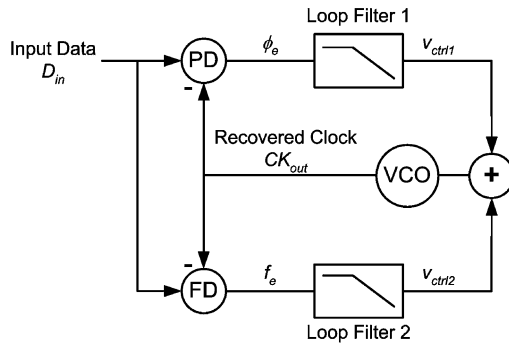 Loop Filter 1
Input Data
D_in
PD
-
ϕ_e
v_ctrl1
Recovered Clock
CK_out
VCO
+
-
FD
f_e
v_ctrl2
Loop Filter 2